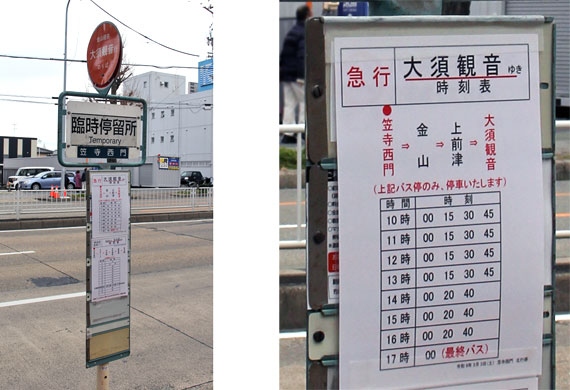 大須観音
臨時停留所
Temporary
笠寺西門
急行 大須観音 ゆき
時刻表
笠寺西門 ⇒ 金山 ⇒ 上前津 ⇒ 大須観音
(上記バス停のみ、停車いたします)
時間 時刻
10時 00 15 30 45
11時 00 15 30 45
12時 00 15 30 45
13時 00 15 30 45
14時 00 20 40
15時 00 20 40
16時 00 20 40
17時 00 (最終バス)